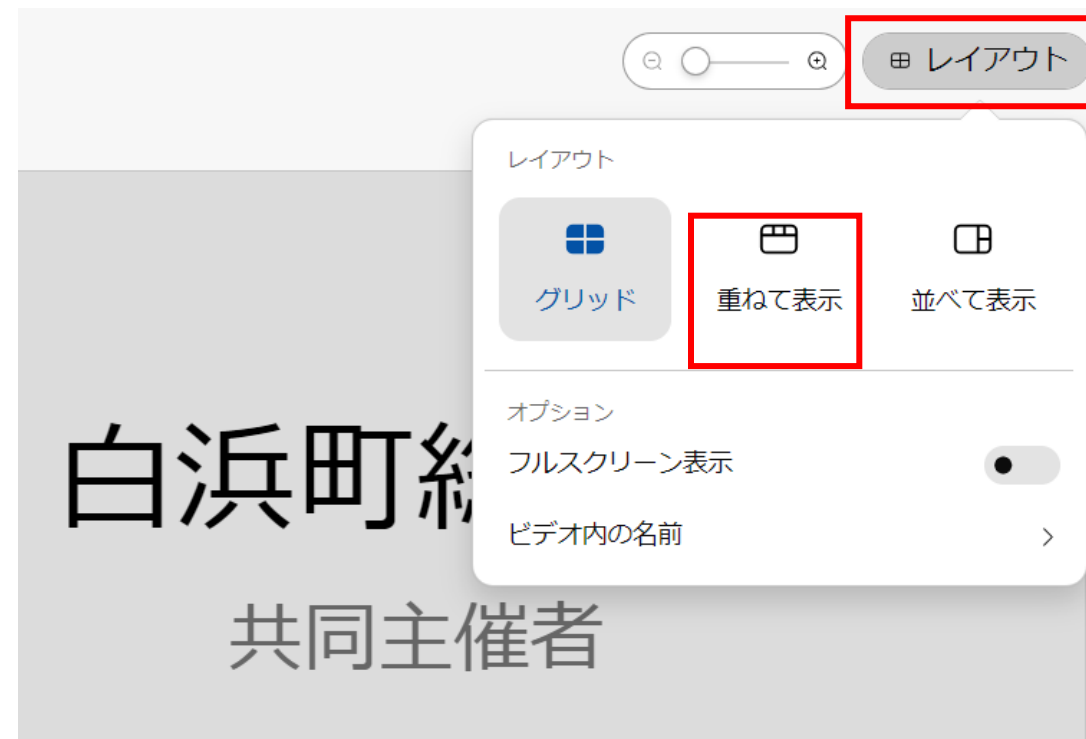 レイアウト
レイアウト
グリッド
重ねて表示
並べて表示
オプション
フルスクリーン表示
ビデオ内の名前
白浜町
共同主催者